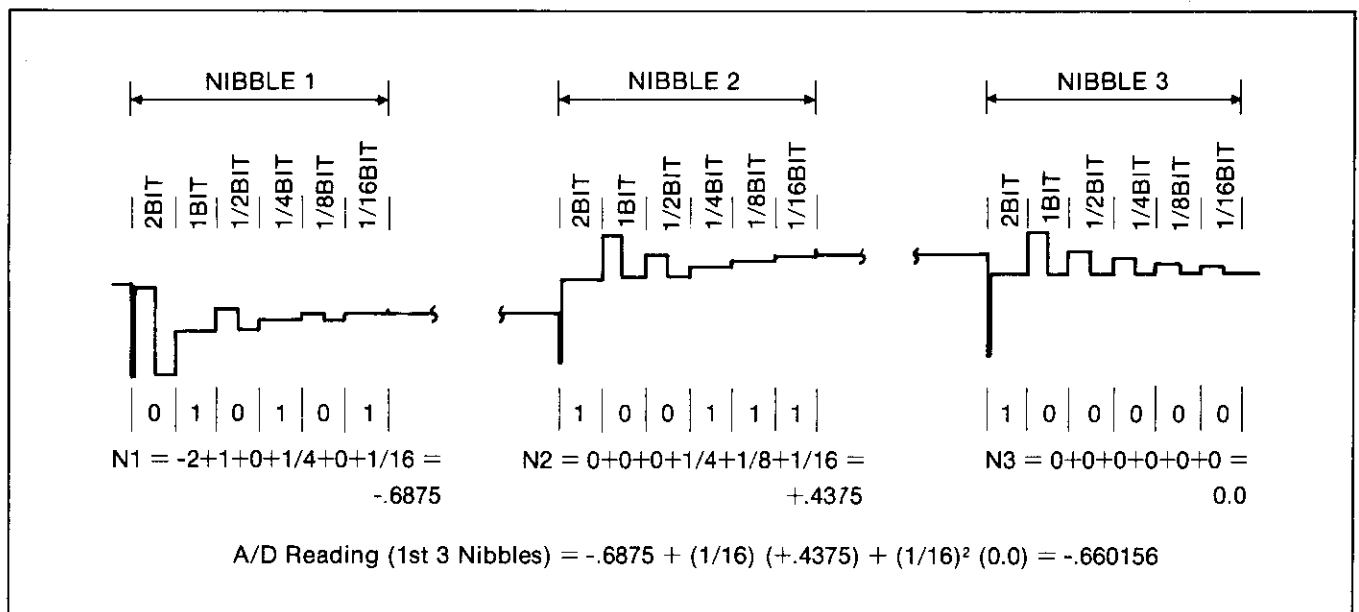 NIBBLE 1
NIBBLE 2
NIBBLE 3
2BIT
1BIT
1/2BIT
1/4BIT
1/8BIT
1/16BIT
2BIT
1BIT
1/2BIT
1/4BIT
1/8BIT
1/16BIT
2BIT
1BIT
1/2BIT
1/4BIT
1/8BIT
1/16BIT
0 1 0 1 0 1
1 0 0 1 1 1
1 0 0 0 0 0
N1 = -2+1+0+1/4+0+1/16 =
-.6875
N2 = 0+0+0+1/4+1/8+1/16 =
+.4375
N3 = 0+0+0+0+0+0 =
0.0
A/D Reading (1st 3 Nibbles) = -.6875 + (1/16) (+.4375) + (1/16)² (0.0) = -.660156